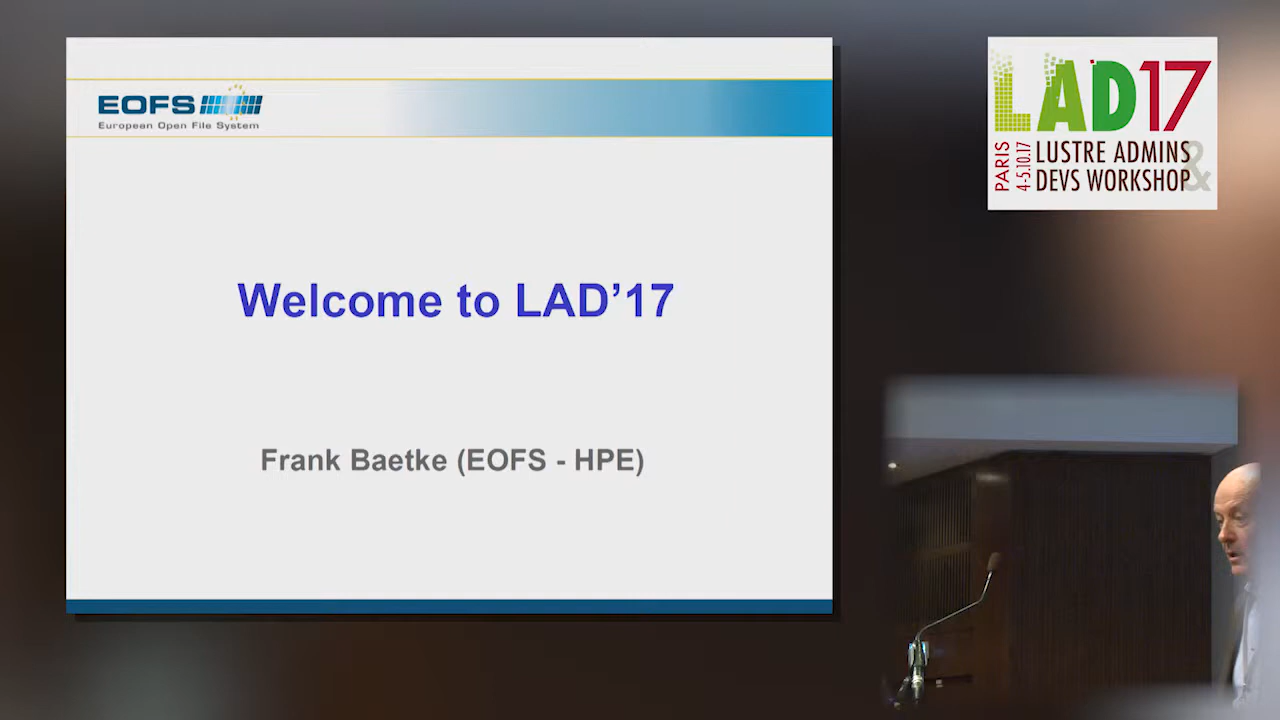 EOFS
European Open File System
Welcome to LAD’17
Frank Baetke (EOFS - HPE)
LAD17
PARIS
4-5.10.17
LUSTRE ADMINS &
DEVS WORKSHOP